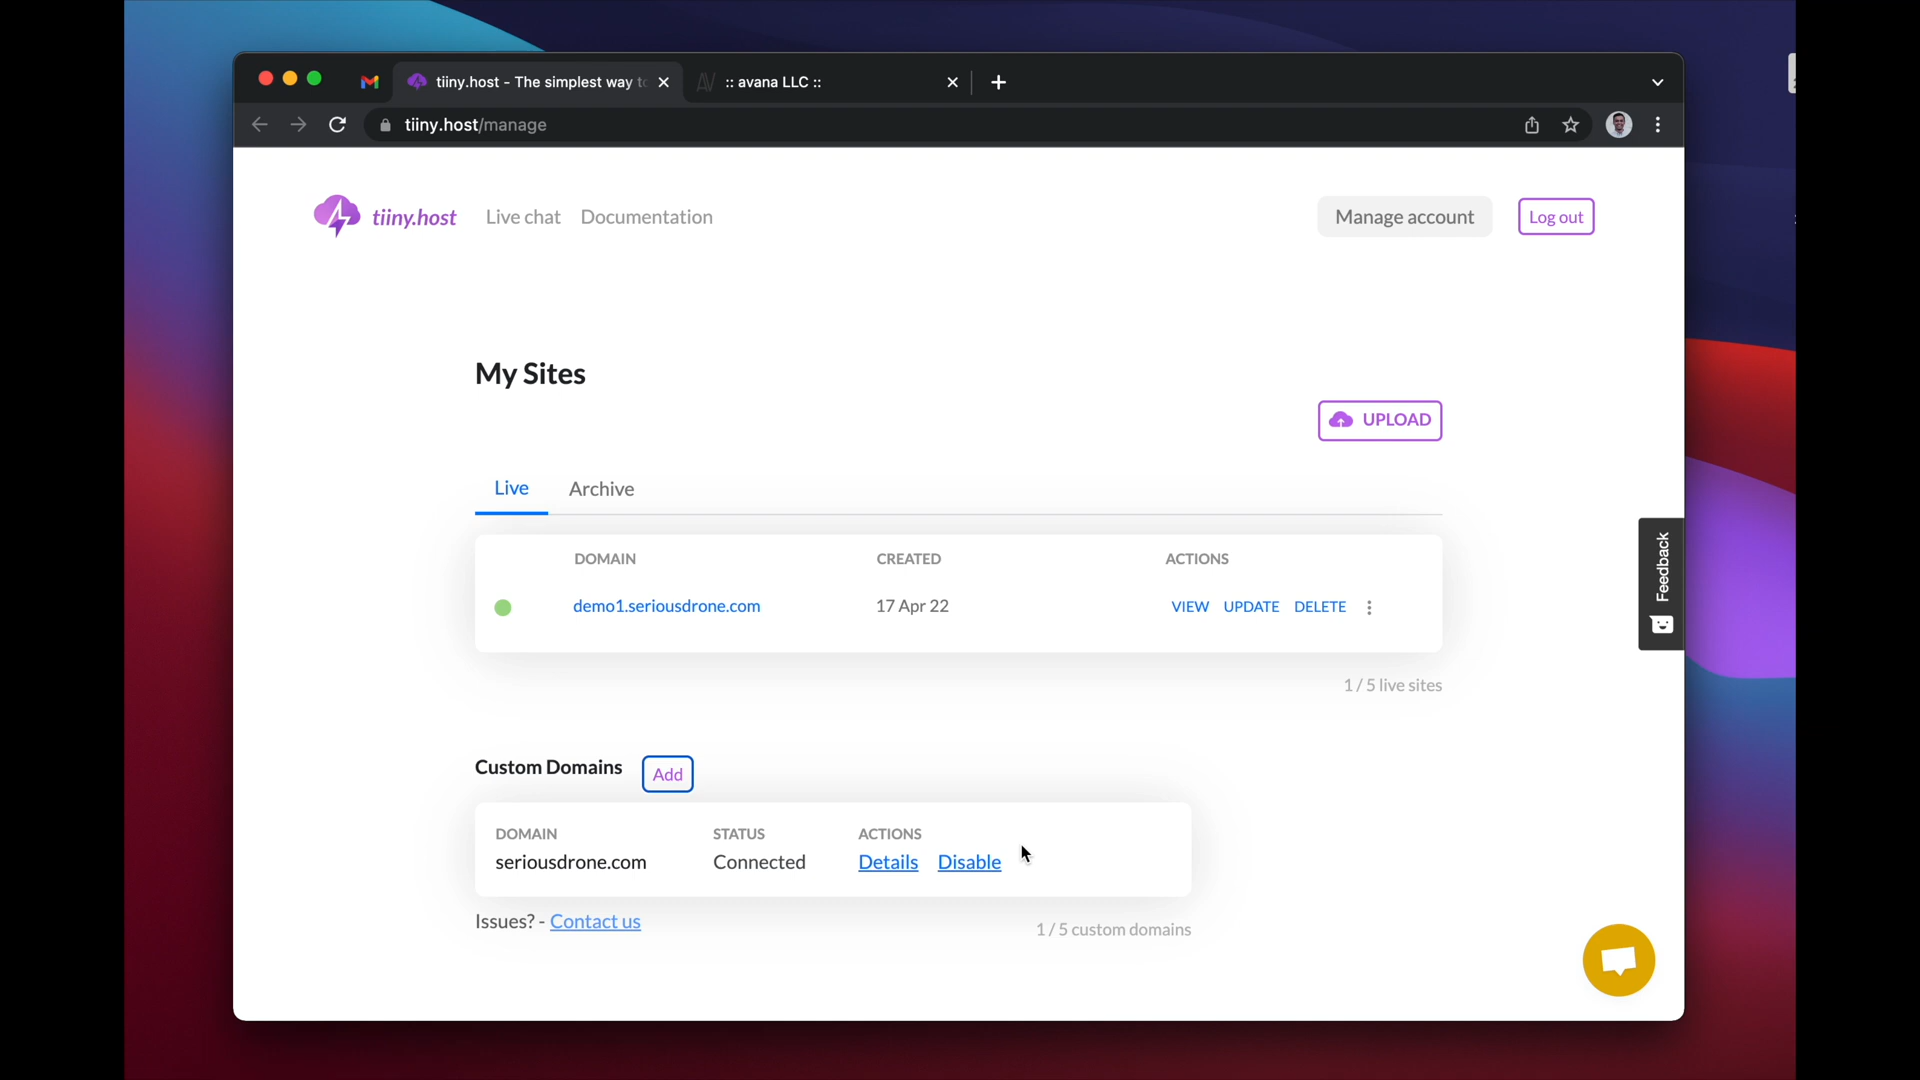 tiiny.host - The simplest way to
:: avana LLC ::
tiiny.host/manage
tiiny.host
Live chat
Documentation
Manage account
Log out
My Sites
UPLOAD
Live
Archive
DOMAIN
CREATED
ACTIONS
demo1.seriousdrone.com
17 Apr 22
VIEW
UPDATE
DELETE
Feedback
1 / 5 live sites
Custom Domains
Add
DOMAIN
STATUS
ACTIONS
seriousdrone.com
Connected
Details
Disable
Issues? - Contact us
1 / 5 custom domains